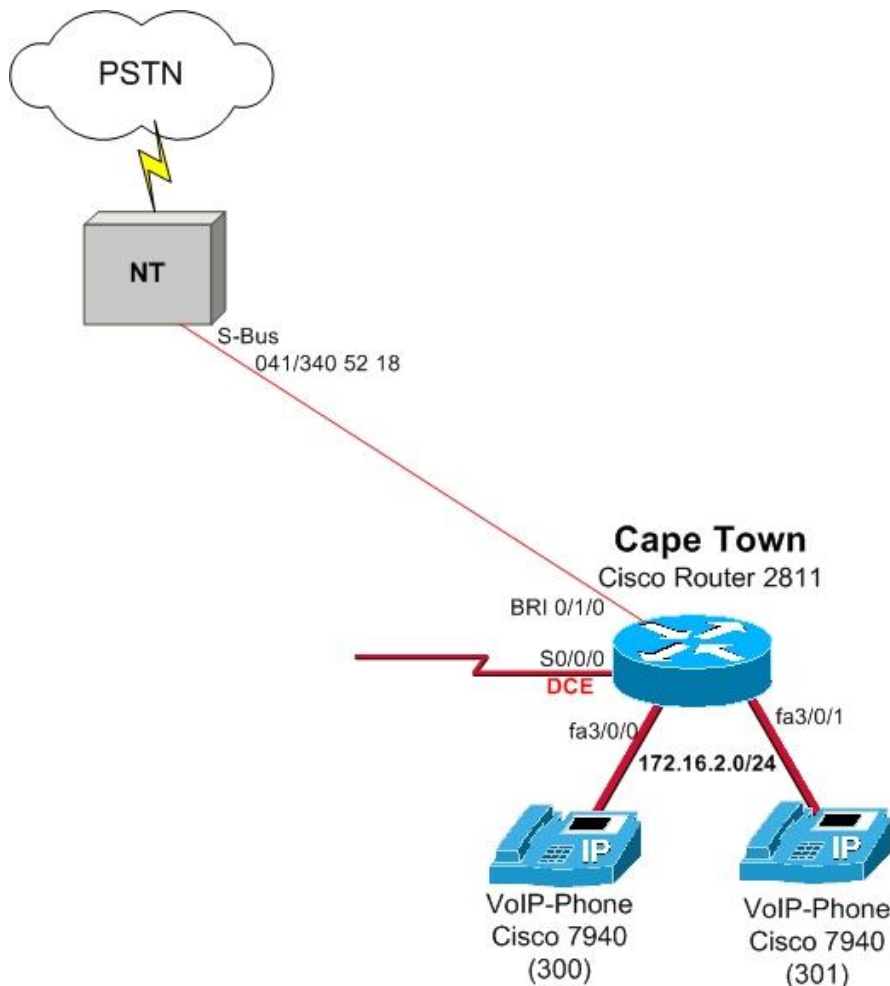 PSTN
NT
S-Bus
041/340 52 18
Cape Town
Cisco Router 2811
BRI 0/1/0
S0/0/0
DCE
fa3/0/0
fa3/0/1
172.16.2.0/24
IP
IP
VoIP-Phone
Cisco 7940
(300)
VoIP-Phone
Cisco 7940
(301)